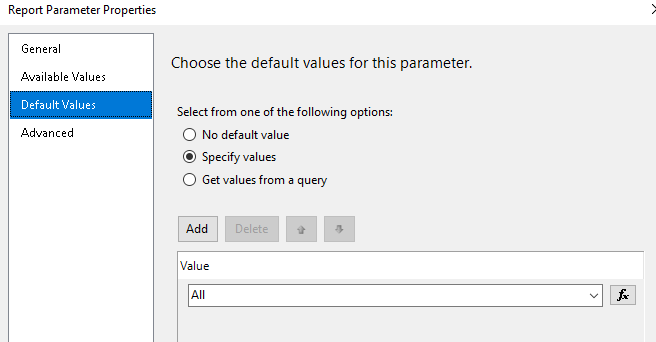 Report Parameter Properties
General
Available Values
Default Values
Advanced
Choose the default values for this parameter.
Select from one of the following options:
No default value
Specify values
Get values from a query
Add
Delete
Value
All
fx